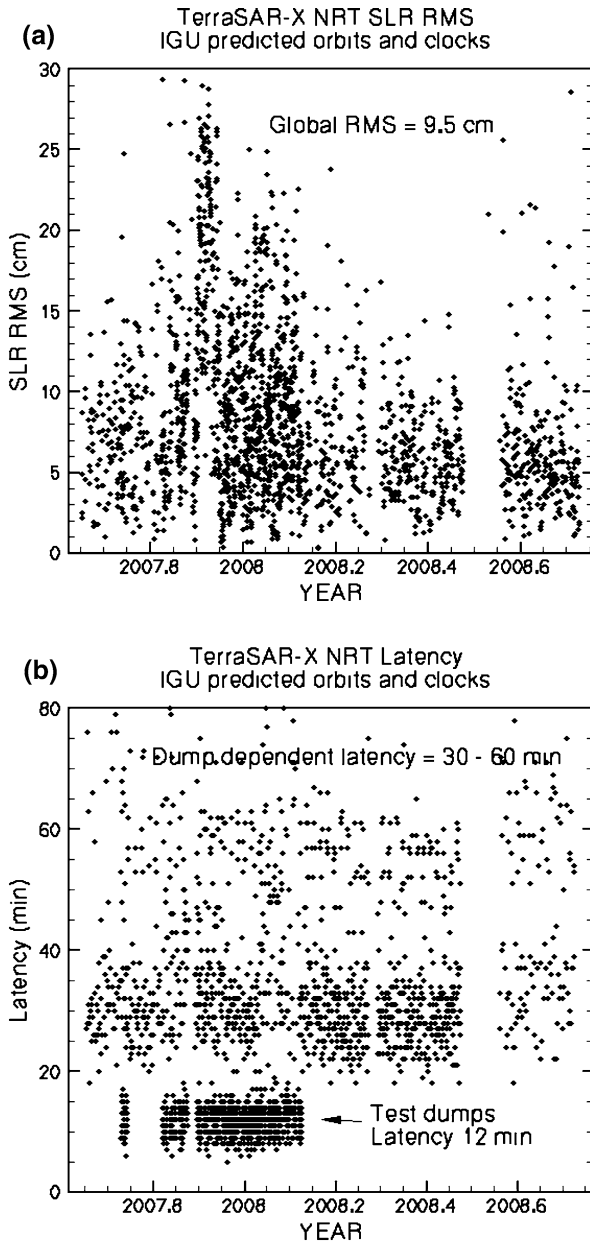 (a)
TerraSAR-X NRT SLR RMS
IGU predicted orbits and clocks
30
25
20
15
10
5
0
SLR RMS (cm)
Global RMS = 9.5 cm
2007.8 2008 2008.2 2008.4 2008.6
YEAR
(b)
TerraSAR-X NRT Latency
IGU predicted orbits and clocks
80
60
40
20
0
Latency (min)
Dump dependent latency = 30 - 60 min
Test dumps
Latency 12 min
2007.8 2008 2008.2 2008.4 2008.6
YEAR